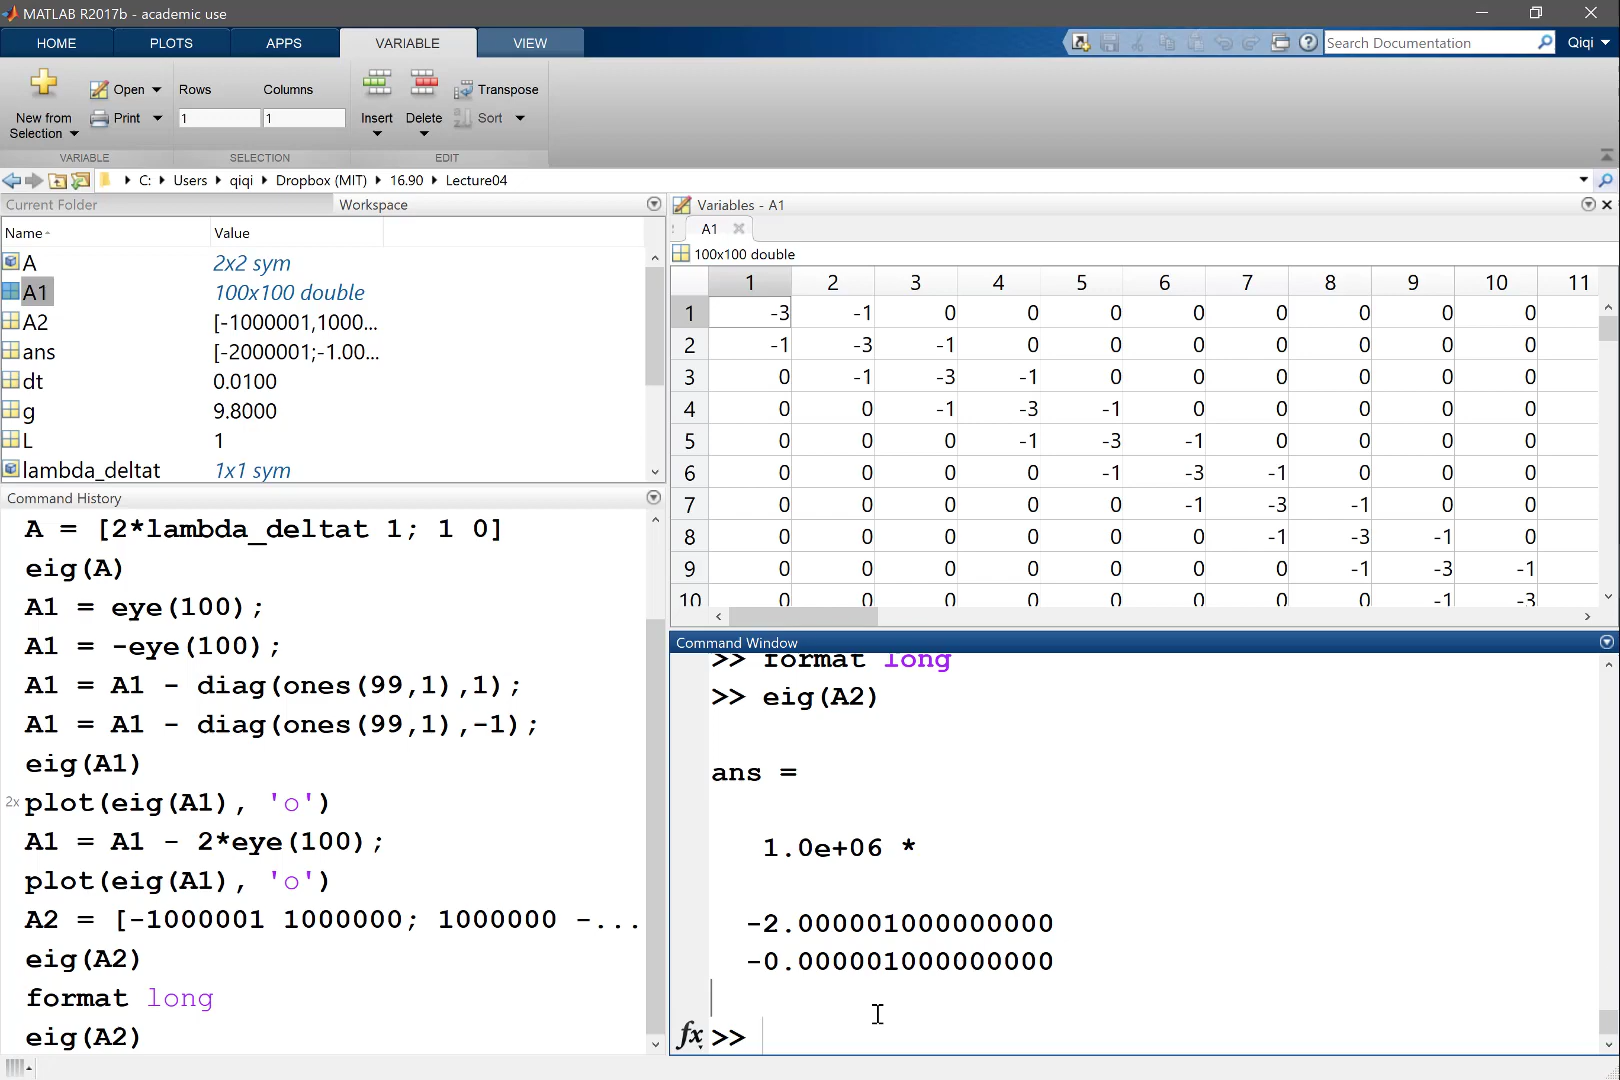 MATLAB R2017b - academic use
HOME PLOTS APPS VARIABLE VIEW
Search Documentation Qiqi
New from Selection
Open
Print
Rows Columns
1 1
Insert Delete
Transpose
Sort
VARIABLE SELECTION EDIT
C: Users qiqi Dropbox (MIT) 16.90 Lecture04
Current Folder Workspace
Name Value
A 2x2 sym
A1 100x100 double
A2 [-1000001,1000...
ans [-2000001;-1.00...
dt 0.0100
g 9.8000
L 1
lambda_deltat 1x1 sym
Command History
A = [2*lambda_deltat 1; 1 0]
eig(A)
A1 = eye(100);
A1 = -eye(100);
A1 = A1 - diag(ones(99,1),1);
A1 = A1 - diag(ones(99,1),-1);
eig(A1)
2x plot(eig(A1), 'o')
A1 = A1 - 2*eye(100);
plot(eig(A1), 'o')
A2 = [-1000001 1000000; 1000000 -...
eig(A2)
format long
eig(A2)
Variables - A1
A1
100x100 double
1 2 3 4 5 6 7 8 9 10 11
1 -3 -1 0 0 0 0 0 0 0 0
2 -1 -3 -1 0 0 0 0 0 0 0
3 0 -1 -3 -1 0 0 0 0 0 0
4 0 0 -1 -3 -1 0 0 0 0 0
5 0 0 0 -1 -3 -1 0 0 0 0
6 0 0 0 0 -1 -3 -1 0 0 0
7 0 0 0 0 0 -1 -3 -1 0 0
8 0 0 0 0 0 0 -1 -3 -1 0
9 0 0 0 0 0 0 0 -1 -3 -1
10 0 0 0 0 0 0 0 0 -1 -3
Command Window
>> format long
>> eig(A2)
ans =
1.0e+06 *
-2.000001000000000
-0.000001000000000
fx >>